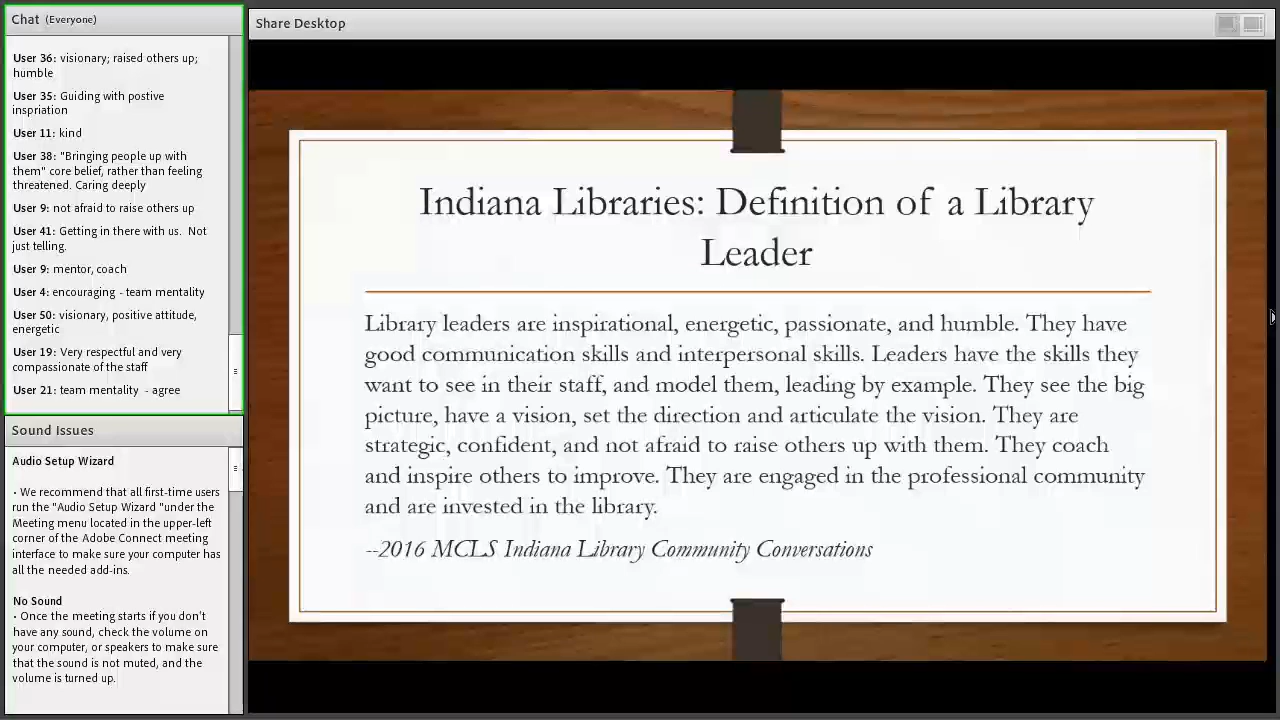 Chat (Everyone)
User 36: visionary; raised others up;
humble
User 35: Guiding with postive
inspriation
User 11: kind
User 38: "Bringing people up with
them" core belief, rather than feeling
threatened. Caring deeply
User 9: not afraid to raise others up
User 41: Getting in there with us.  Not
just telling.
User 9: mentor, coach
User 4: encouraging - team mentality
User 50: visionary, positive attitude,
energetic
User 19: Very respectful and very
compassionate of the staff
User 21: team mentality  - agree
Sound Issues
Audio Setup Wizard
• We recommend that all first-time users
run the "Audio Setup Wizard "under the
Meeting menu located in the upper-left
corner of the Adobe Connect meeting
interface to make sure your computer has
all the needed add-ins.
No Sound
• Once the meeting starts if you don't
have any sound, check the volume on
your computer, or speakers to make sure
that the sound is not muted, and the
volume is turned up.
Share Desktop
Indiana Libraries: Definition of a Library
Leader
Library leaders are inspirational, energetic, passionate, and humble. They have
good communication skills and interpersonal skills. Leaders have the skills they
want to see in their staff, and model them, leading by example. They see the big
picture, have a vision, set the direction and articulate the vision. They are
strategic, confident, and not afraid to raise others up with them. They coach
and inspire others to improve. They are engaged in the professional community
and are invested in the library.
--2016 MCLS Indiana Library Community Conversations